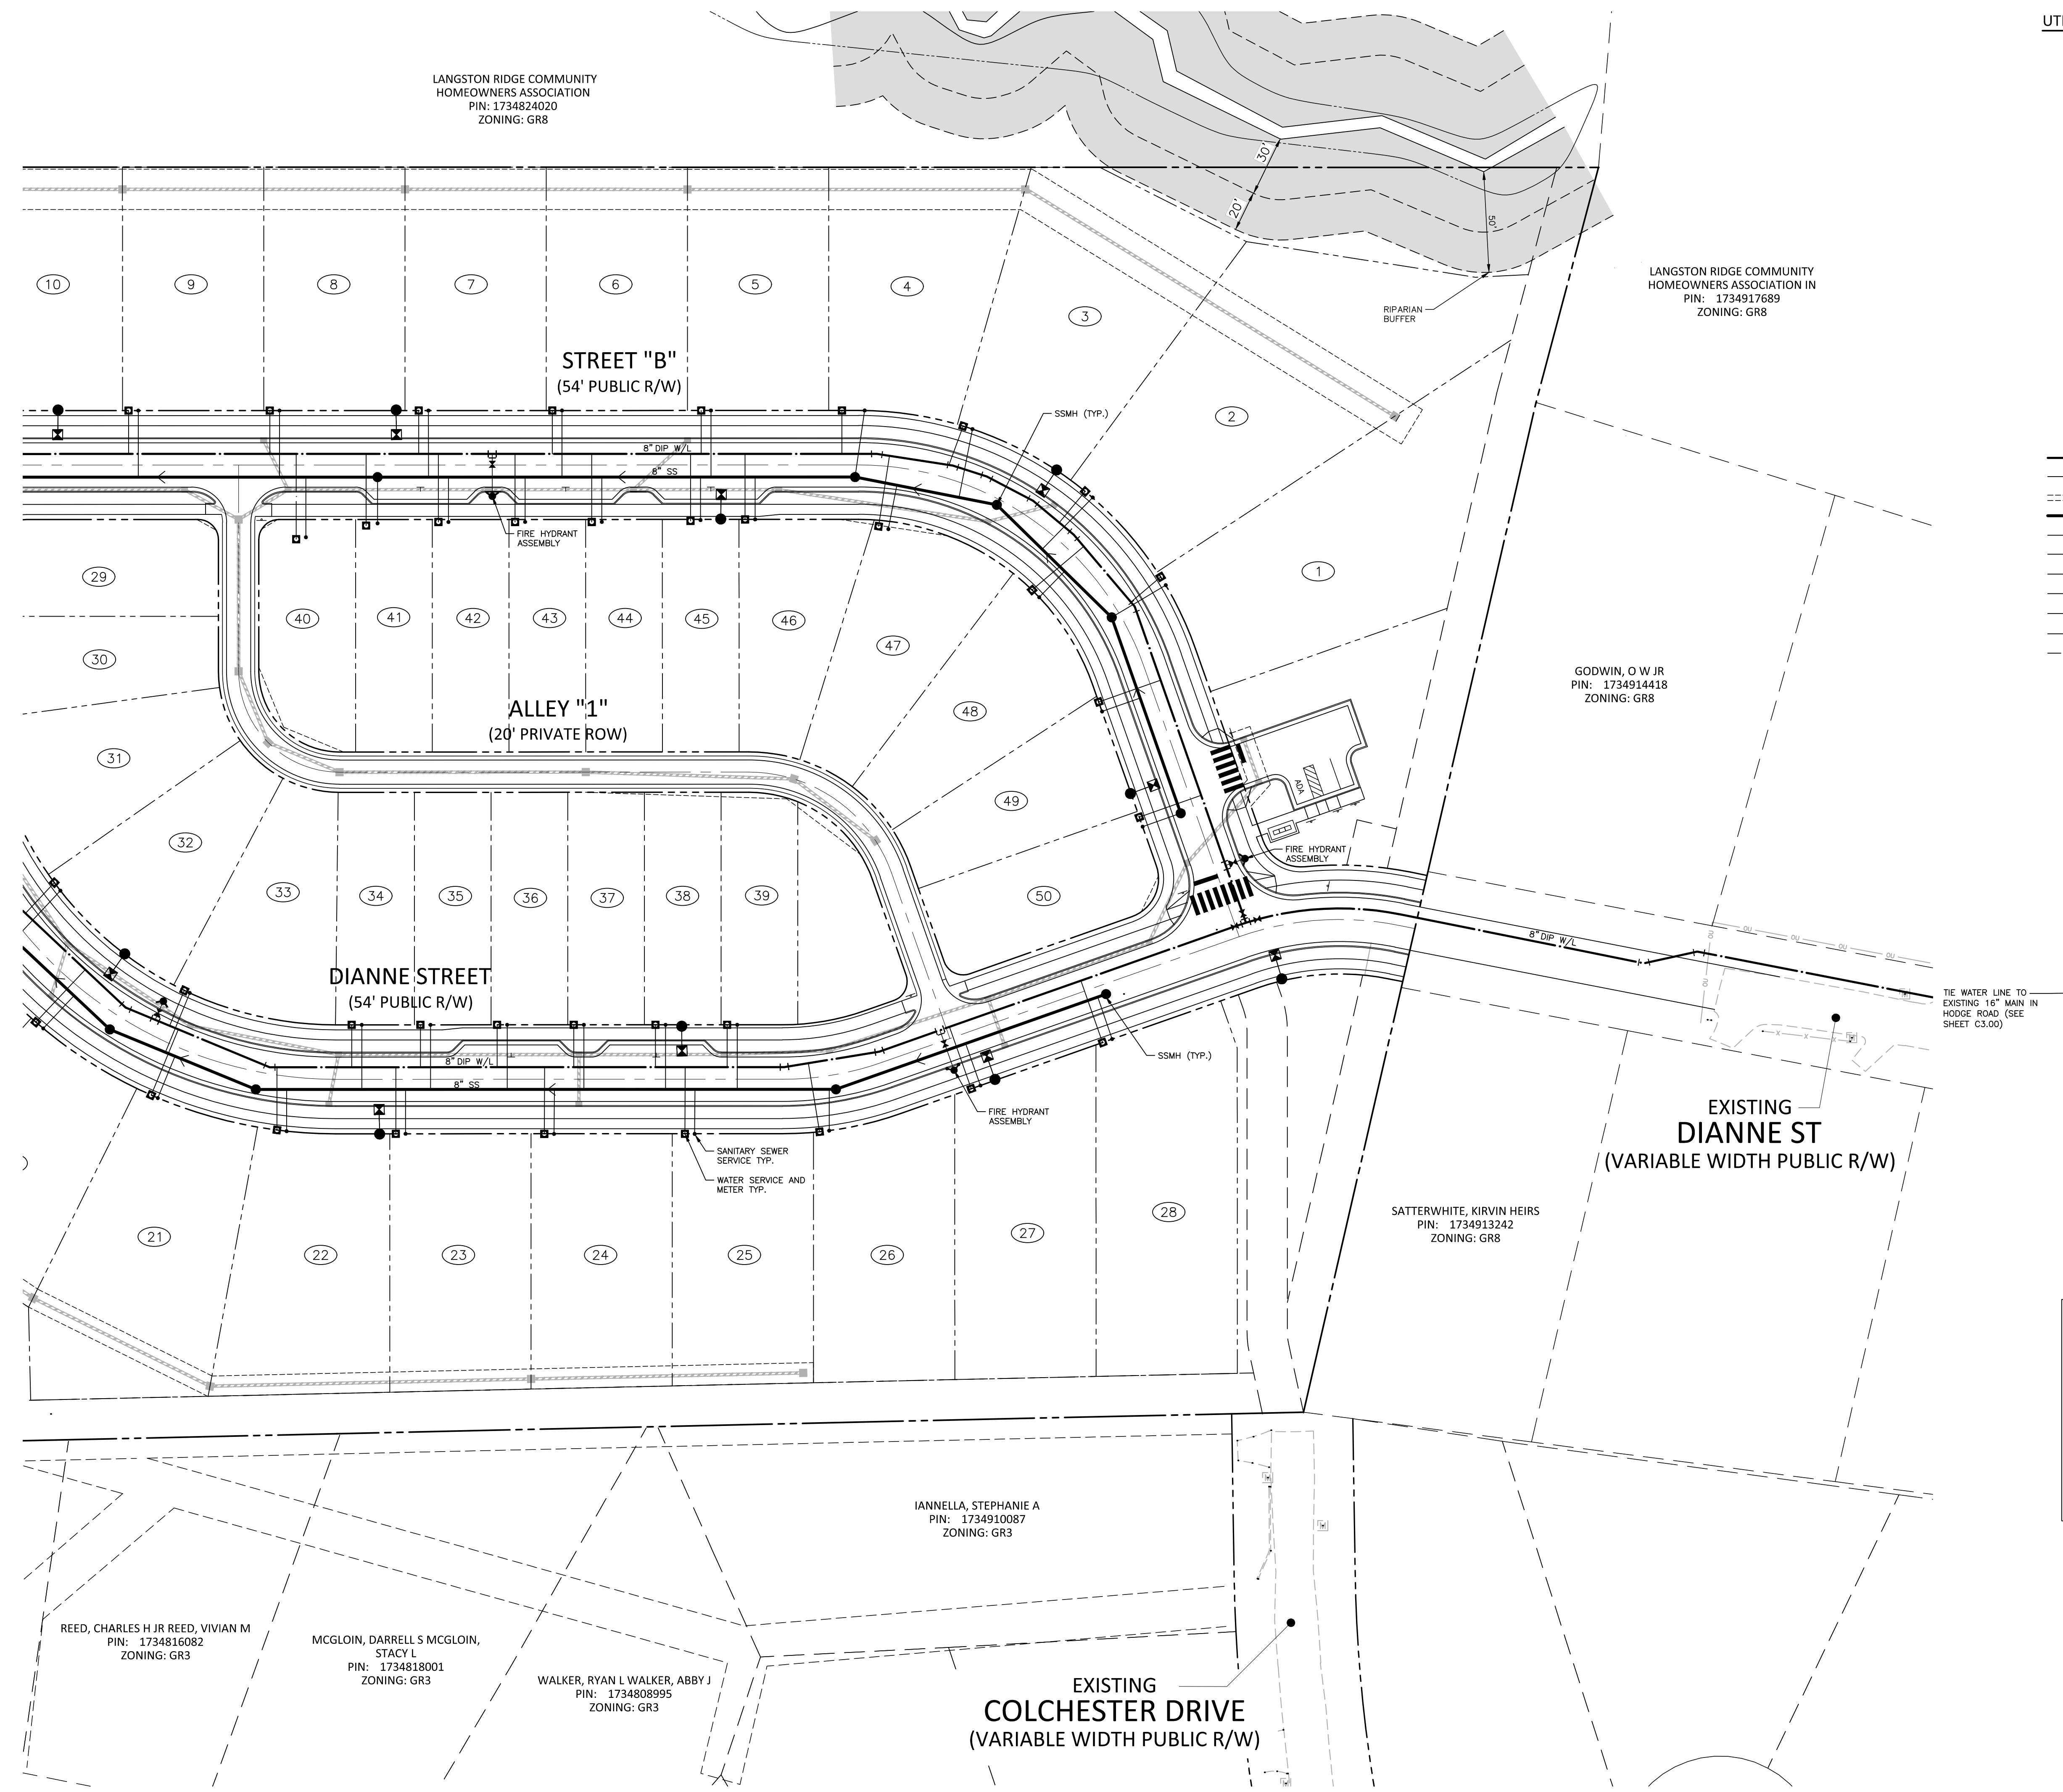 UT
LANGSTON RIDGE COMMUNITY
HOMEOWNERS ASSOCIATION
PIN: 1734824020
ZONING: GR8
30'
20'
50'
RIPARIAN
BUFFER
LANGSTON RIDGE COMMUNITY
HOMEOWNERS ASSOCIATION IN
PIN: 1734917689
ZONING: GR8
10
9
8
7
6
5
4
3
2
1
STREET "B"
(54' PUBLIC R/W)
SSMH (TYP.)
8" DIP W/L
8" SS
FIRE HYDRANT
ASSEMBLY
29
30
31
32
40
41
42
43
44
45
46
47
48
49
50
ALLEY "1"
(20' PRIVATE ROW)
GODWIN, O W JR
PIN: 1734914418
ZONING: GR8
ADA
FIRE HYDRANT
ASSEMBLY
33
34
35
36
37
38
39
DIANNE STREET
(54' PUBLIC R/W)
8" DIP W/L
8" SS
8" DIP W/L
OU
OU
OU
OU
OU
OU
X
X
TIE WATER LINE TO
EXISTING 16" MAIN IN
HODGE ROAD (SEE
SHEET C3.00)
SSMH (TYP.)
FIRE HYDRANT
ASSEMBLY
SANITARY SEWER
SERVICE TYP.
WATER SERVICE AND
METER TYP.
EXISTING
DIANNE ST
(VARIABLE WIDTH PUBLIC R/W)
21
22
23
24
25
26
27
28
SATTERWHITE, KIRVIN HEIRS
PIN: 1734913242
ZONING: GR8
IANNELLA, STEPHANIE A
PIN: 1734910087
ZONING: GR3
REED, CHARLES H JR REED, VIVIAN M
PIN: 1734816082
ZONING: GR3
MCGLOIN, DARRELL S MCGLOIN,
STACY L
PIN: 1734818001
ZONING: GR3
WALKER, RYAN L WALKER, ABBY J
PIN: 1734808995
ZONING: GR3
EXISTING
COLCHESTER DRIVE
(VARIABLE WIDTH PUBLIC R/W)